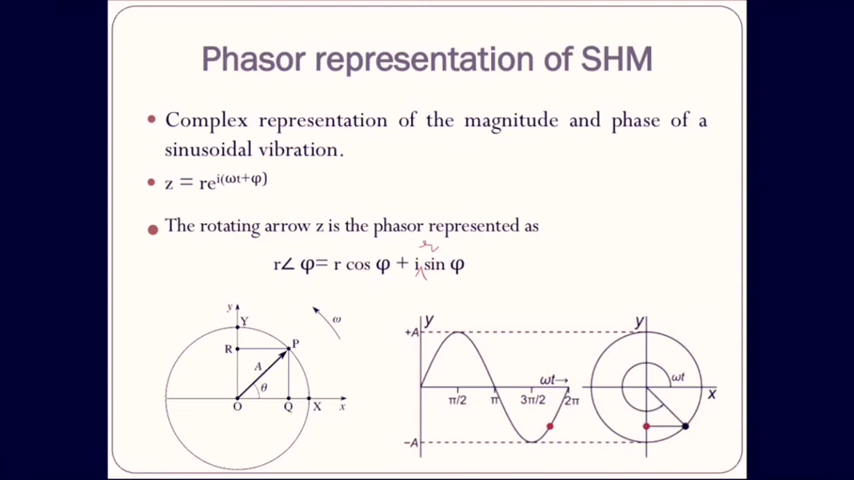 Phasor representation of SHM
• Complex representation of the magnitude and phase of a
sinusoidal vibration.
• z = re^i(ωt+φ)
• The rotating arrow z is the phasor represented as
r
r∠ φ= r cos φ + i sin φ
y
Y
ω
R
P
A
θ
O
Q
X
x
+A
y
ωt→
π/2
π
3π/2
2π
-A
y
ωt
x